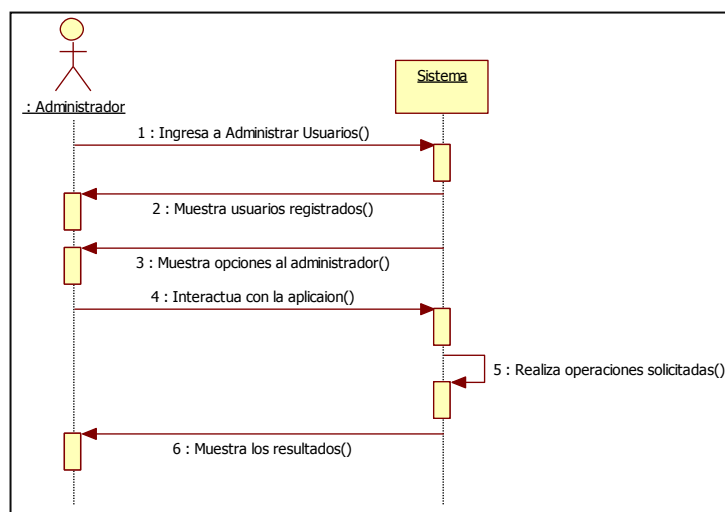 Sistema
: Administrador
1 : Ingresa a Administrar Usuarios()
2 : Muestra usuarios registrados()
3 : Muestra opciones al administrador()
4 : Interactua con la aplicaion()
5 : Realiza operaciones solicitadas()
6 : Muestra los resultados()